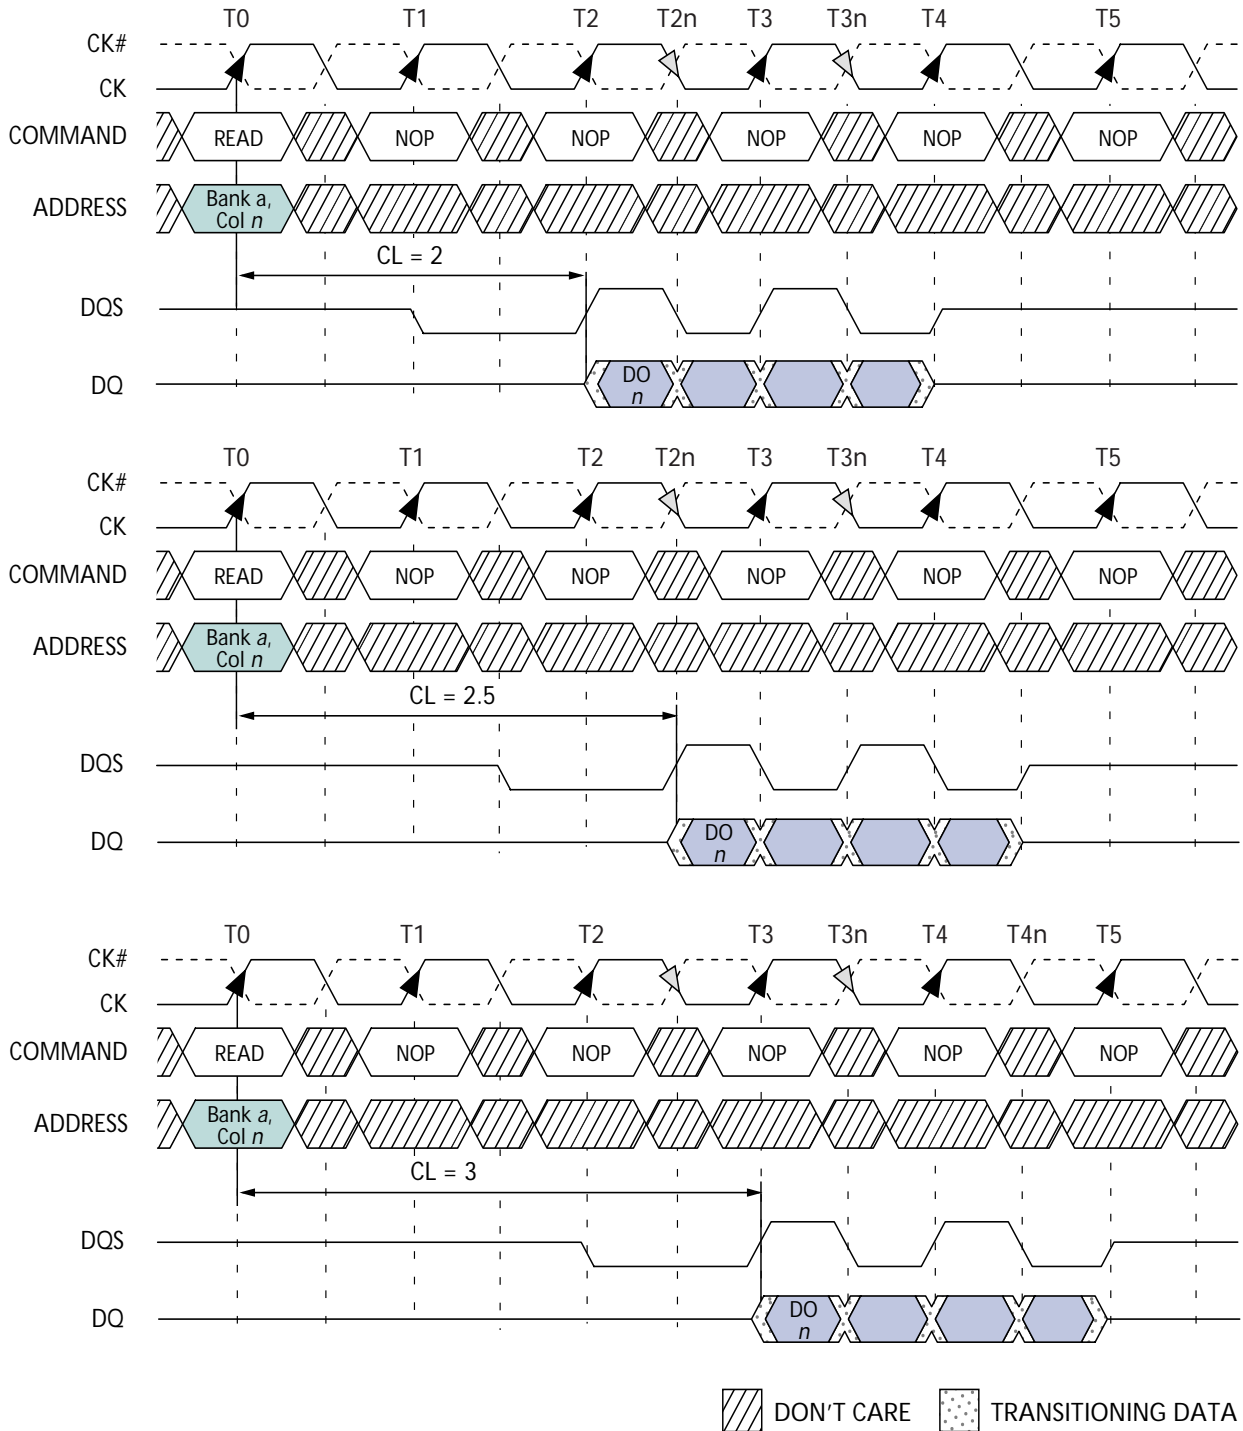 T0 T1 T2 T2n T3 T3n T4 T5
CK#
CK
COMMAND READ NOP NOP NOP NOP NOP
ADDRESS Bank a,
Col n
CL = 2
DQS
DQ DO
n
T0 T1 T2 T2n T3 T3n T4 T5
CK#
CK
COMMAND READ NOP NOP NOP NOP NOP
ADDRESS Bank a,
Col n
CL = 2.5
DQS
DQ DO
n
T0 T1 T2 T3 T3n T4 T4n T5
CK#
CK
COMMAND READ NOP NOP NOP NOP NOP
ADDRESS Bank a,
Col n
CL = 3
DQS
DQ DO
n
DON'T CARE TRANSITIONING DATA